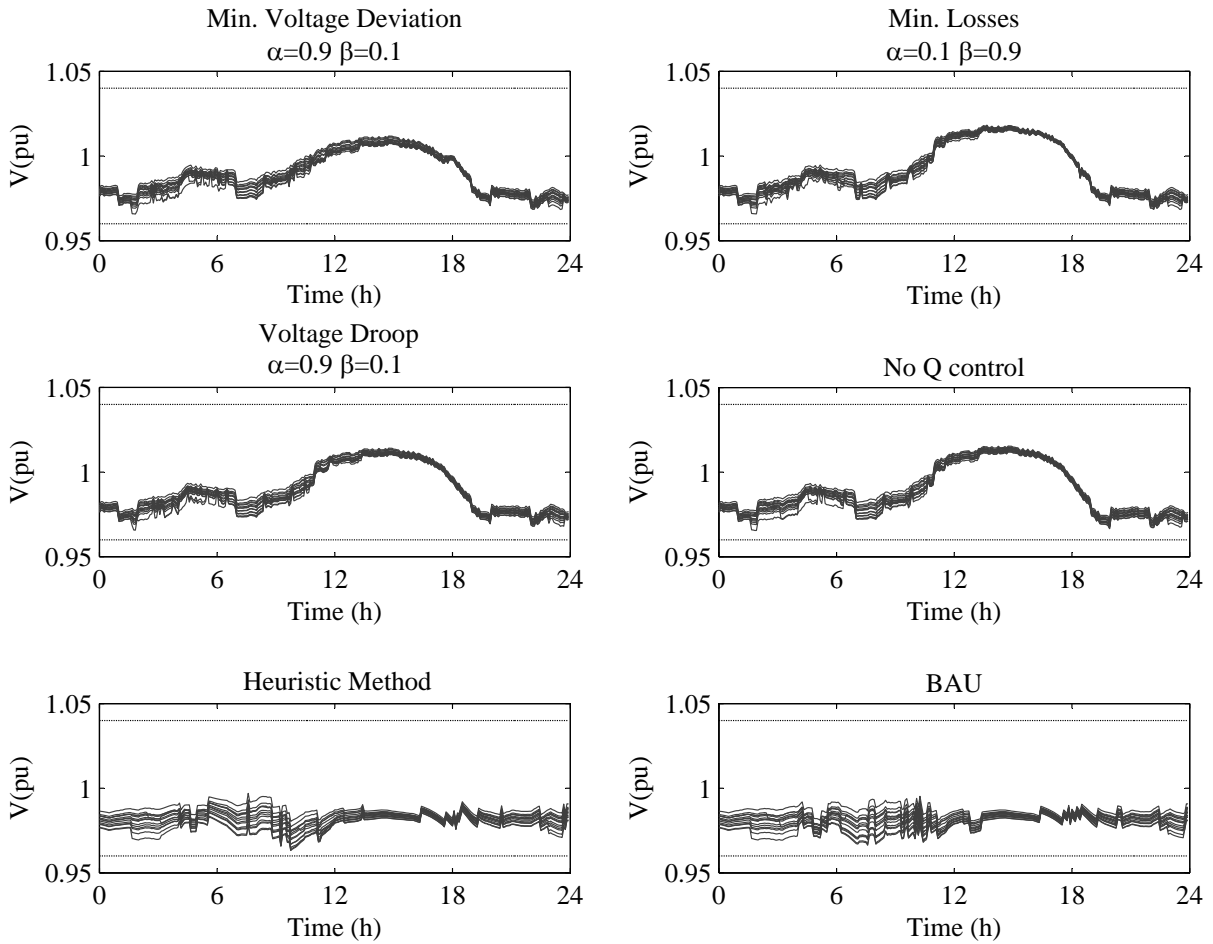 Min. Voltage Deviation
α=0.9 β=0.1
1.05
1
0.95
V(pu)
0 6 12 18 24
Time (h)
Min. Losses
α=0.1 β=0.9
1.05
1
0.95
V(pu)
0 6 12 18 24
Time (h)
Voltage Droop
α=0.9 β=0.1
1.05
1
0.95
V(pu)
0 6 12 18 24
Time (h)
No Q control
1.05
1
0.95
V(pu)
0 6 12 18 24
Time (h)
Heuristic Method
1.05
1
0.95
V(pu)
0 6 12 18 24
Time (h)
BAU
1.05
1
0.95
V(pu)
0 6 12 18 24
Time (h)